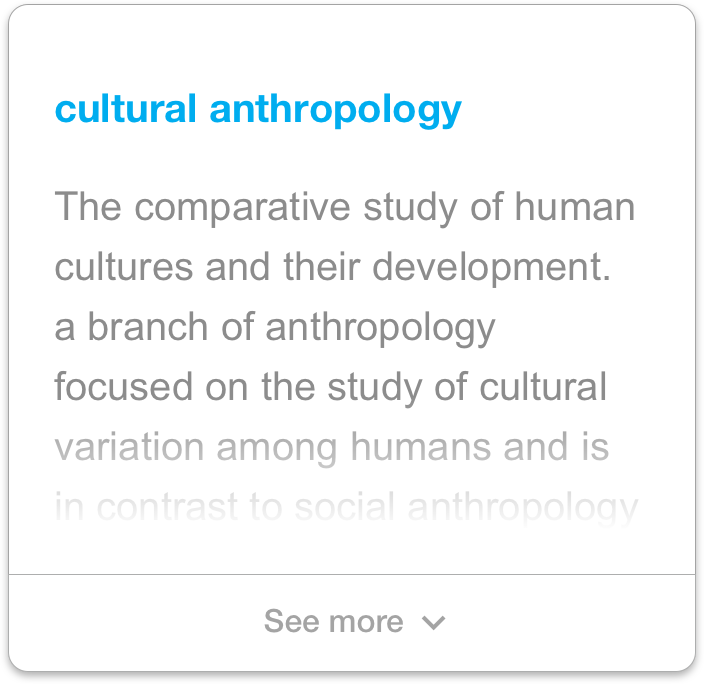 cultural anthropology
The comparative study of human
cultures and their development.
a branch of anthropology
focused on the study of cultural
variation among humans and is
in contrast to social anthropology
See more